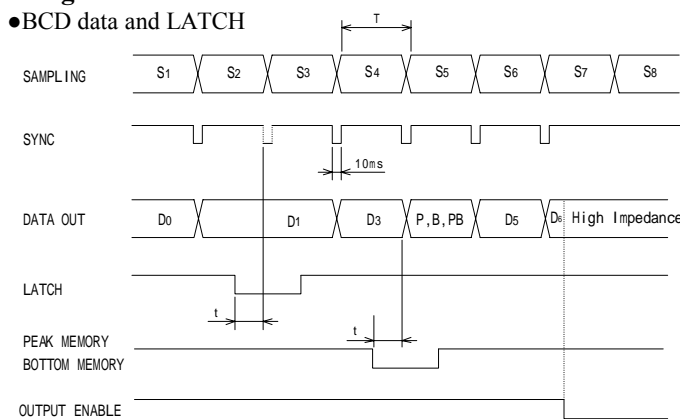 ●BCD data and LATCH
T
SAMPLING S1 S2 S3 S4 S5 S6 S7 S8
SYNC
10ms
DATA OUT D0 D1 D3 P,B,PB D5 D6 High Impedance
LATCH
t
PEAK MEMORY
t
BOTTOM MEMORY
OUTPUT ENABLE